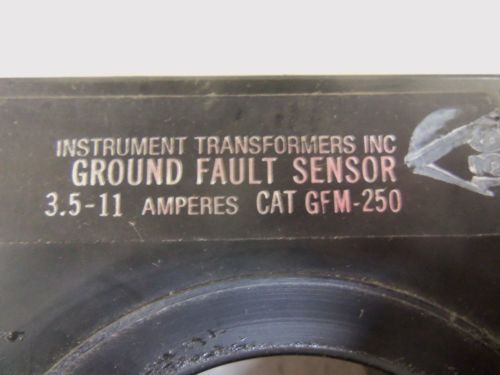 INSTRUMENT TRANSFORMERS INC
GROUND FAULT SENSOR
3.5-11 AMPERES CAT GFM-250